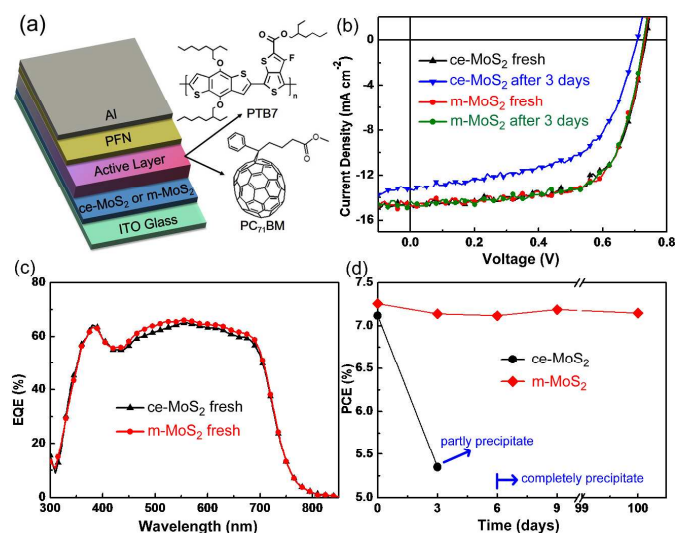 (a)
O
O
F
S
S
O
S
S
S
S
n
O
PTB7
O
O
PC71BM
Al
PFN
Active Layer
ce-MoS2 or m-MoS2
ITO Glass
(b)
Current Density (mA cm-2)
0
-4
-8
-12
-16
ce-MoS2 fresh
ce-MoS2 after 3 days
m-MoS2 fresh
m-MoS2 after 3 days
0.0 0.2 0.4 0.6 0.8
Voltage (V)
(c)
EQE (%)
80
60
40
20
0
ce-MoS2 fresh
m-MoS2 fresh
300 400 500 600 700 800
Wavelength (nm)
(d)
PCE (%)
7.5
7.0
6.5
6.0
5.5
5.0
ce-MoS2
m-MoS2
partly precipitate
completely precipitate
0 3 6 9 99 100
Time (days)